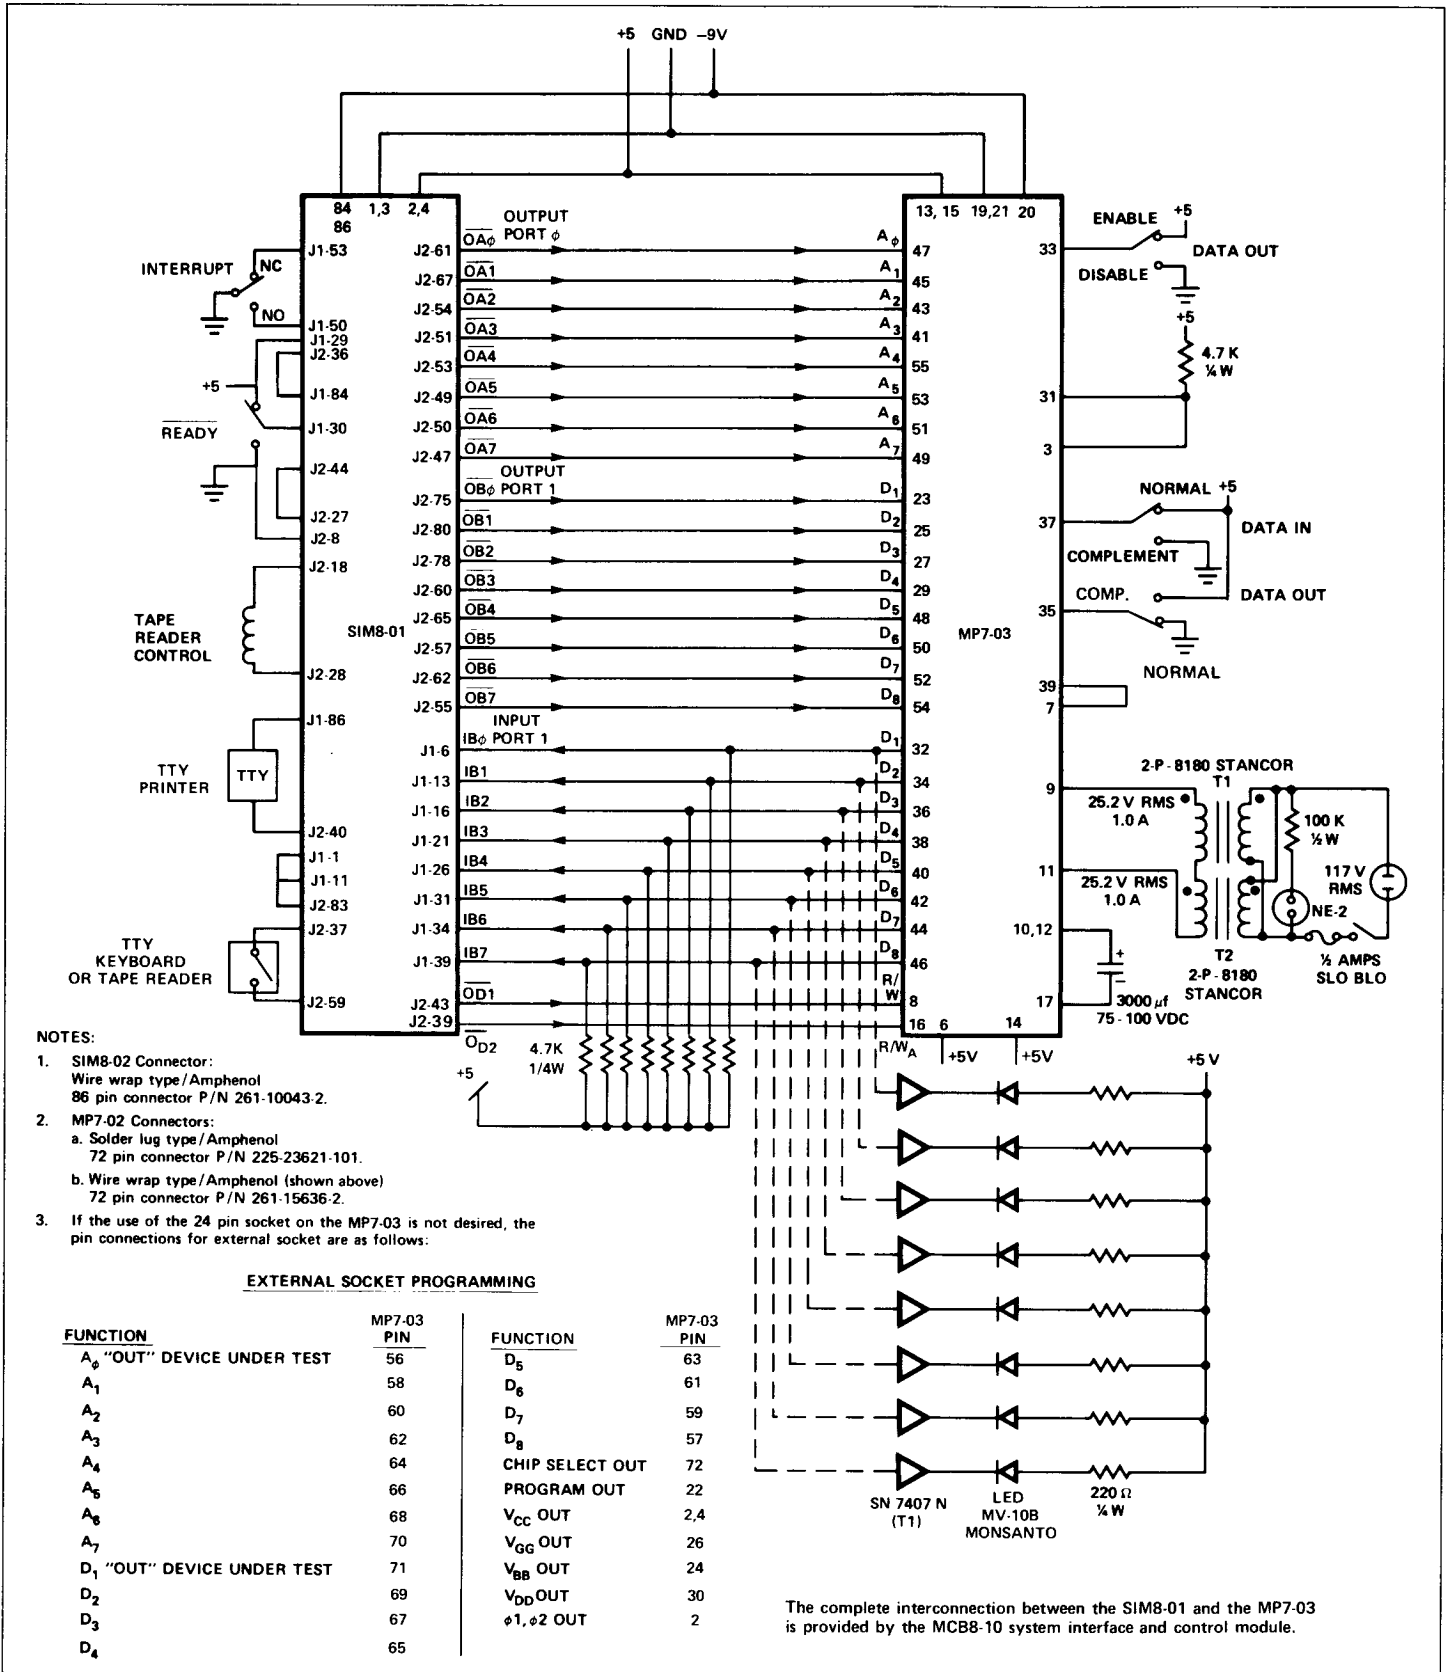 +5 GND –9V
84 1,3 2,4
86
13, 15 19,21 20
OUTPUT
PORT ϕ
INTERRUPT
NC
NO
J1-53
J1-50
J1-29
J2-36
+5
J1-84
READY
J1-30
J2-44
J2-27
J2-8
J2-18
TAPE
READER
CONTROL
J2-28
J1-86
TTY
PRINTER
TTY
J2-40
J1-1
J1-11
J2-83
J2-37
TTY
KEYBOARD
OR TAPE READER
J2-59
SIM8-01
J2-61 OAϕ Aϕ 47
J2-67 OA1 A1 45
J2-54 OA2 A2 43
J2-51 OA3 A3 41
J2-53 OA4 A4 55
J2-49 OA5 A5 53
J2-50 OA6 A6 51
J2-47 OA7 A7 49
OUTPUT
PORT 1
J2-75 OBϕ D1 23
J2-80 OB1 D2 25
J2-78 OB2 D3 27
J2-60 OB3 D4 29
J2-65 OB4 D5 48
J2-57 OB5 D6 50
J2-62 OB6 D7 52
J2-55 OB7 D8 54
INPUT
PORT 1
J1-6 IBϕ D1 32
J1-13 IB1 D2 34
J1-16 IB2 D3 36
J1-21 IB3 D4 38
J1-26 IB4 D5 40
J1-31 IB5 D6 42
J1-34 IB6 D7 44
J1-39 IB7 D8 46
J2-43 OD1 R/W 8
J2-39 OD2 R/WA 16
6 14
+5V +5V
+5
4.7K
1/4W
MP7-03
33
ENABLE +5
DATA OUT
DISABLE
+5
4.7 K
¼ W
31
3
NORMAL +5
37
DATA IN
COMPLEMENT
COMP.
DATA OUT
35
NORMAL
39
7
2-P-8180 STANCOR
T1
9
25.2 V RMS
1.0 A
100 K
½ W
11
25.2 V RMS
1.0 A
117 V
RMS
NE-2
T2
2-P-8180
STANCOR
½ AMPS
SLO BLO
10,12
+
–
17
3000 µf
75-100 VDC
+5 V
SN 7407 N
(T1)
LED
MV-10B
MONSANTO
220 Ω
¼ W
NOTES:
1. SIM8-02 Connector:
Wire wrap type/Amphenol
86 pin connector P/N 261-10043-2.
2. MP7-02 Connectors:
a. Solder lug type/Amphenol
72 pin connector P/N 225-23621-101.
b. Wire wrap type/Amphenol (shown above)
72 pin connector P/N 261-15636-2.
3. If the use of the 24 pin socket on the MP7-03 is not desired, the
pin connections for external socket are as follows:
EXTERNAL SOCKET PROGRAMMING
FUNCTION MP7-03 PIN
Aϕ "OUT" DEVICE UNDER TEST 56
A1 58
A2 60
A3 62
A4 64
A5 66
A6 68
A7 70
D1 "OUT" DEVICE UNDER TEST 71
D2 69
D3 67
D4 65
FUNCTION MP7-03 PIN
D5 63
D6 61
D7 59
D8 57
CHIP SELECT OUT 72
PROGRAM OUT 22
VCC OUT 2,4
VGG OUT 26
VBB OUT 24
VDD OUT 30
ϕ1, ϕ2 OUT 2
The complete interconnection between the SIM8-01 and the MP7-03
is provided by the MCB8-10 system interface and control module.